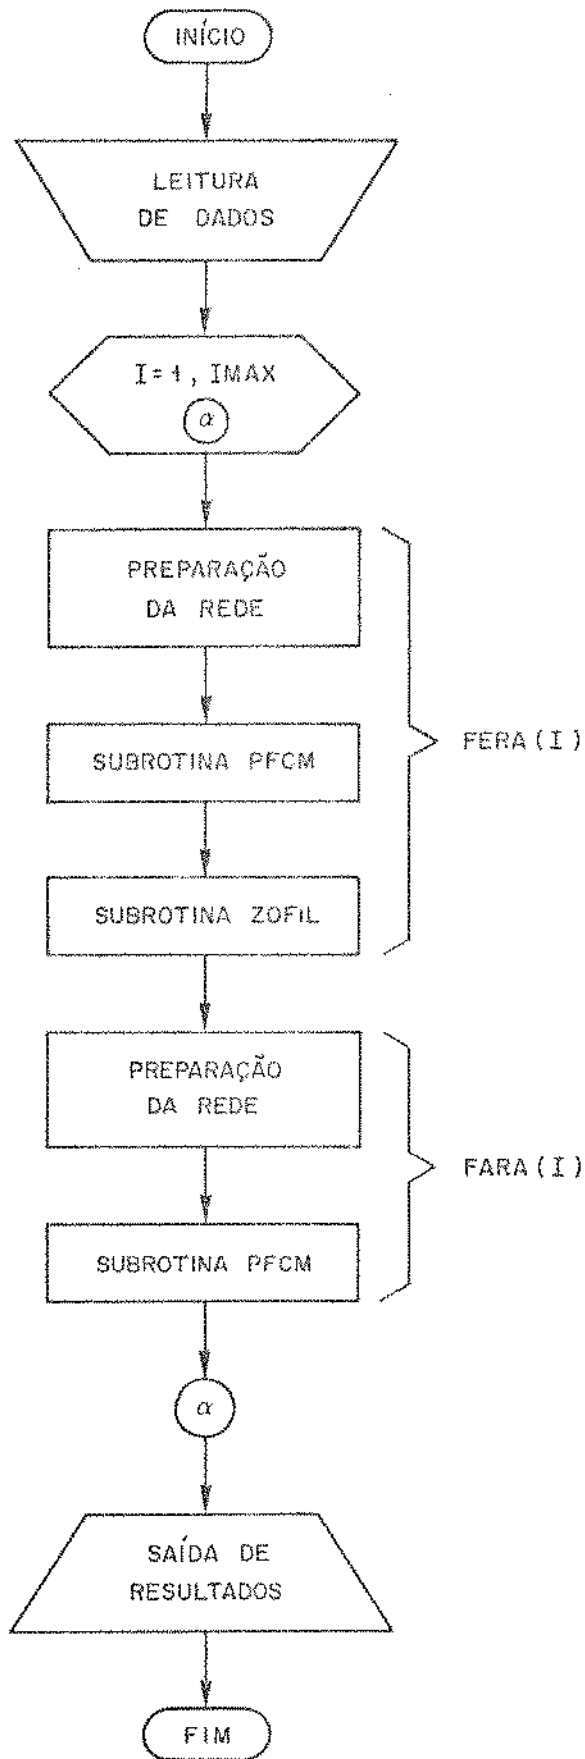 INÍCIO
LEITURA
DE DADOS
I=1, IMAX
α
PREPARAÇÃO
DA REDE
SUBROTINA PFCM
FERA(I)
SUBROTINA ZOFIL
PREPARAÇÃO
DA REDE
FARA(I)
SUBROTINA PFCM
α
SAÍDA DE
RESULTADOS
FIM